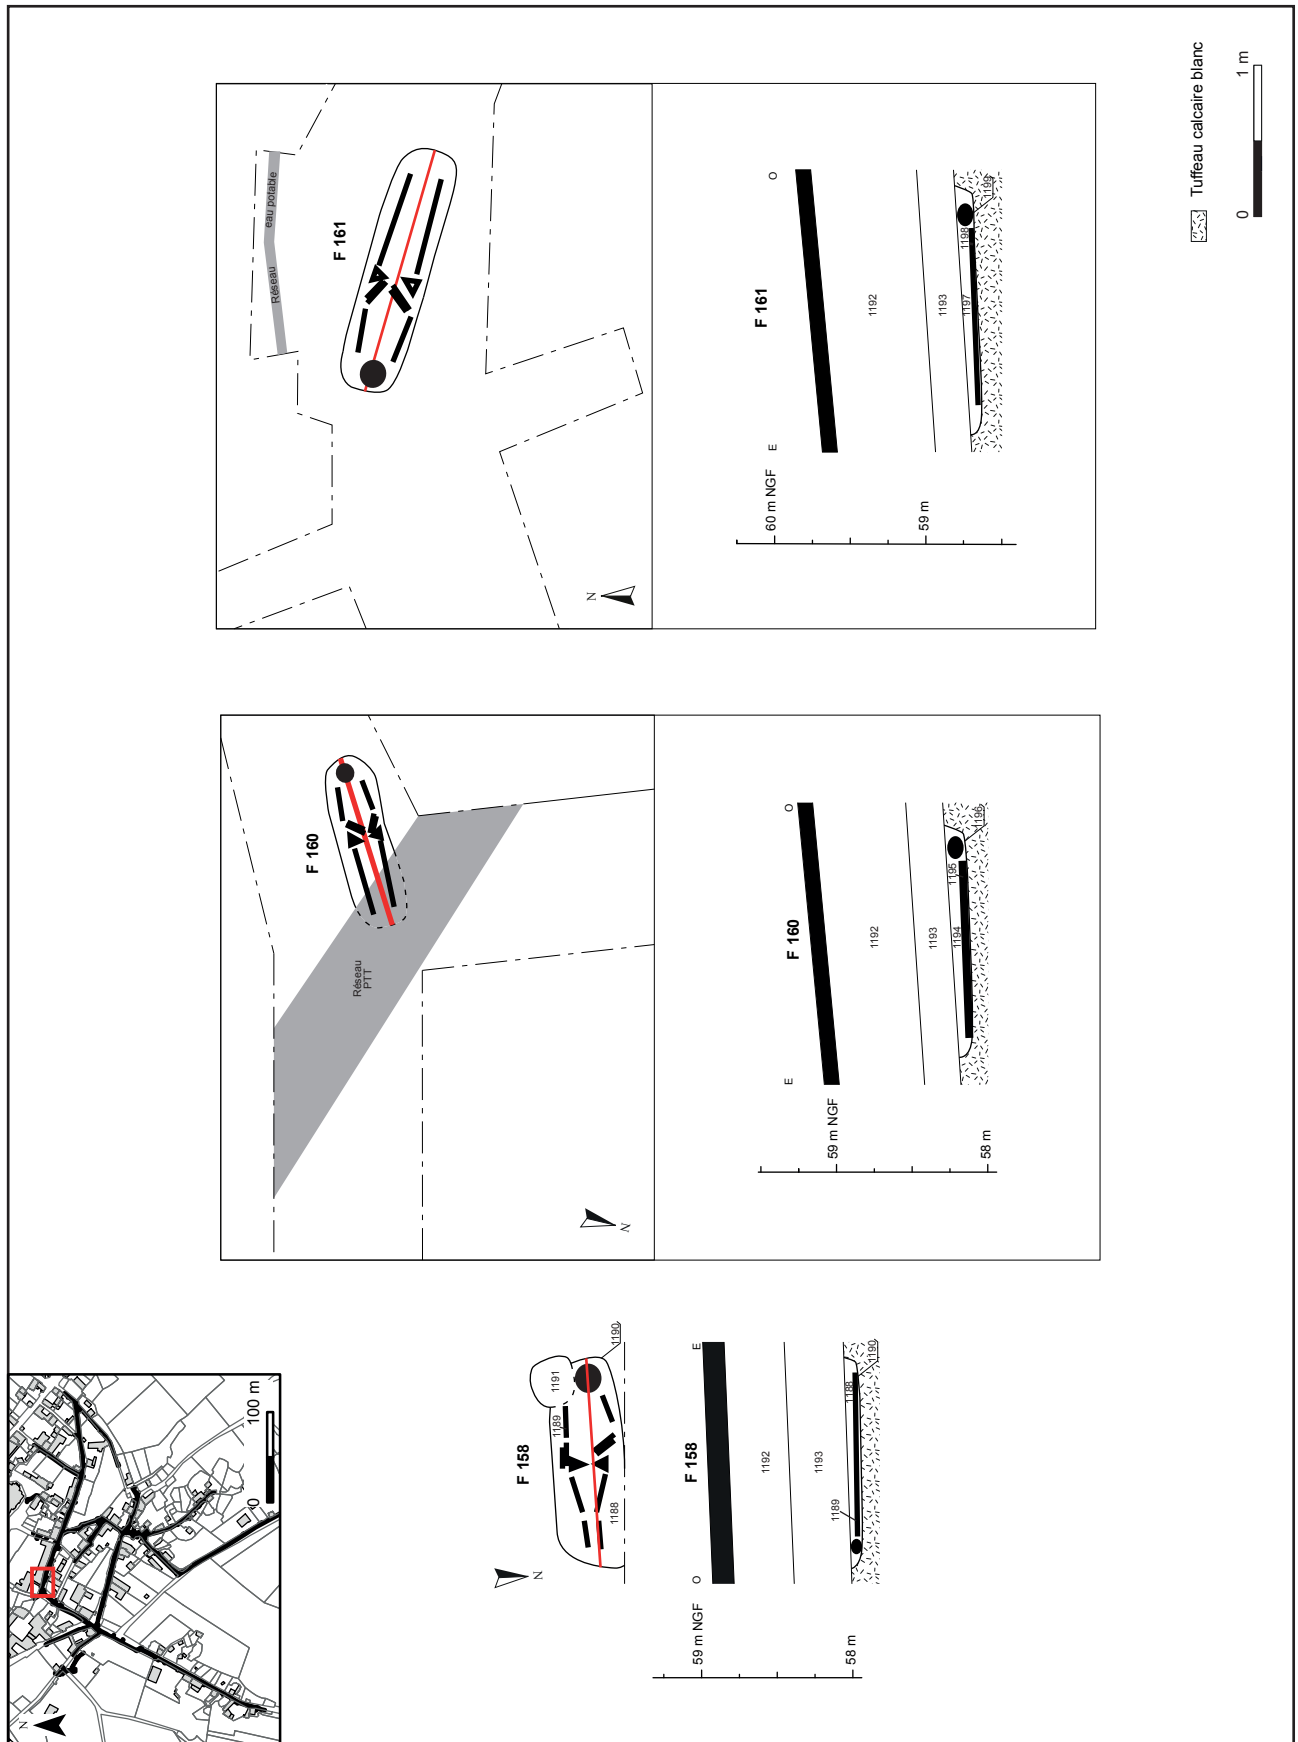 N
0 100 m
F 158
1191
1190
1189
1188
N
F 158
O
E
1192
1193
1189
1188
1190
59 m NGF
58 m
F 160
Réseau
PTT
N
F 160
E
O
1192
1193
1194
1195
1196
59 m NGF
58 m
Réseau eau potable
F 161
N
F 161
E
O
1192
1193
1197
1198
1199
60 m NGF
59 m
Tuffeau calcaire blanc
0 1 m